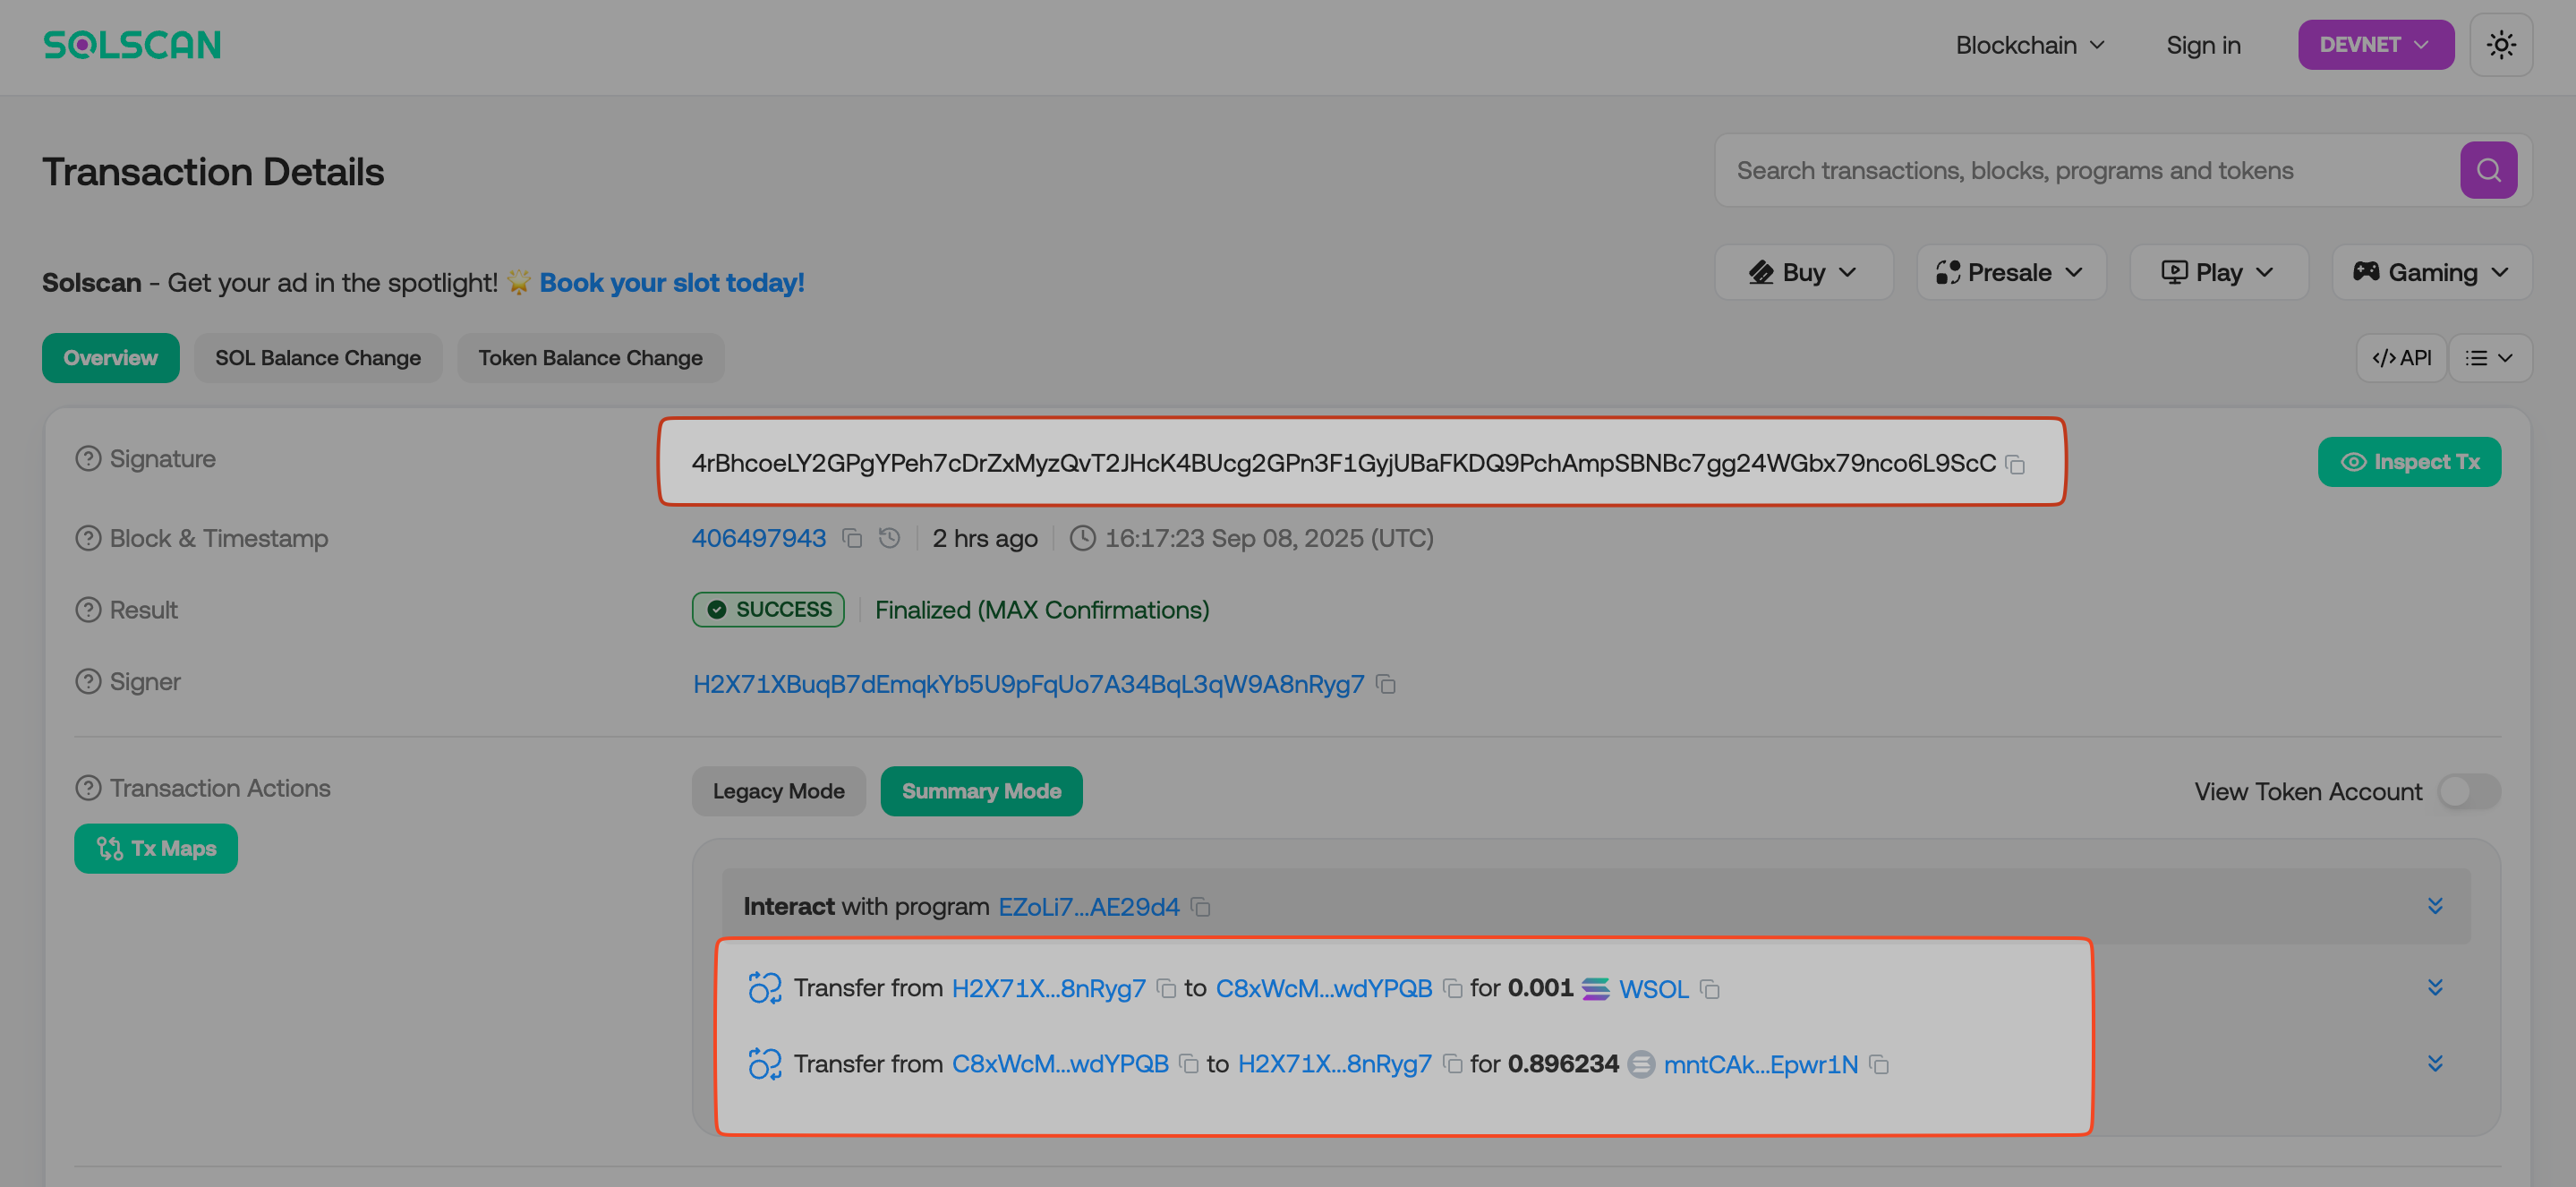 SOLSCAN
Blockchain
Sign in
DEVNET
Transaction Details
Search transactions, blocks, programs and tokens
Solscan - Get your ad in the spotlight! 🌟 Book your slot today!
Buy
Presale
Play
Gaming
Overview
SOL Balance Change
Token Balance Change
</> API
Signature
4rBhcoeLY2GPgYPeh7cDrZxMyzQvT2JHcK4BUcg2GPn3F1GyjUBaFKDQ9PchAmpSBNBc7gg24WGbx79nco6L9ScC
Inspect Tx
Block & Timestamp
406497943 2 hrs ago 16:17:23 Sep 08, 2025 (UTC)
Result
SUCCESS Finalized (MAX Confirmations)
Signer
H2X71XBuqB7dEmqkYb5U9pFqUo7A34BqL3qW9A8nRyg7
Transaction Actions
Legacy Mode
Summary Mode
View Token Account
Tx Maps
Interact with program EZoLi7...AE29d4
Transfer from H2X71X...8nRyg7 to C8xWcM...wdYPQB for 0.001 WSOL
Transfer from C8xWcM...wdYPQB to H2X71X...8nRyg7 for 0.896234 mntCAk...Epwr1N